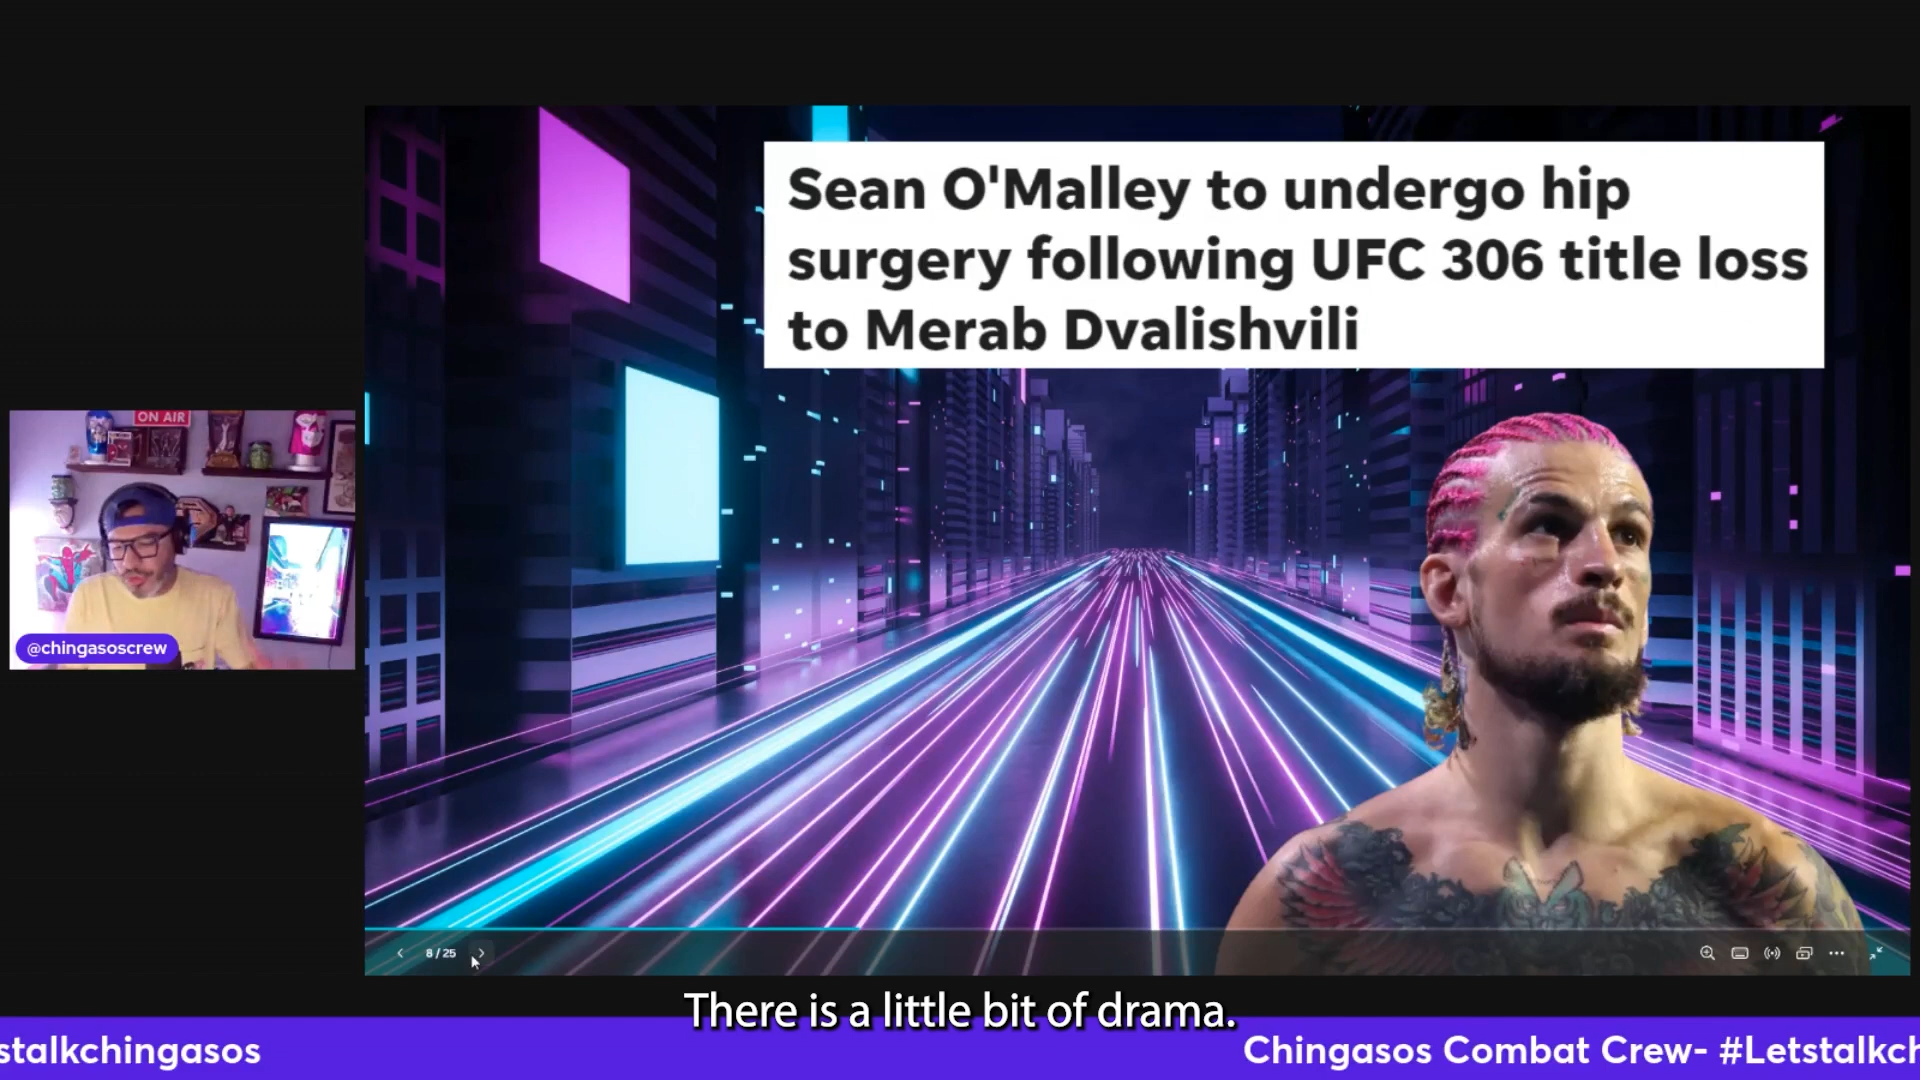 Sean O'Malley to undergo hip
surgery following UFC 306 title loss
to Merab Dvalishvili
ON AIR
@chingasoscrew
8 / 25
There is a little bit of drama.
stalkchingasos
Chingasos Combat Crew- #Letstalkch